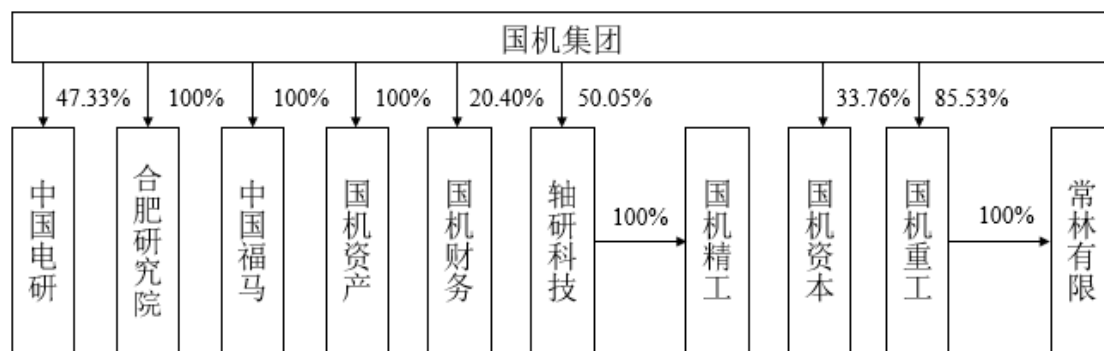 国机集团
47.33%
100%
100%
100%
20.40%
50.05%
33.76%
85.53%
中国电研
合肥研究院
中国福马
国机资产
国机财务
轴研科技
100%
国机精工
国机资本
国机重工
100%
常林有限